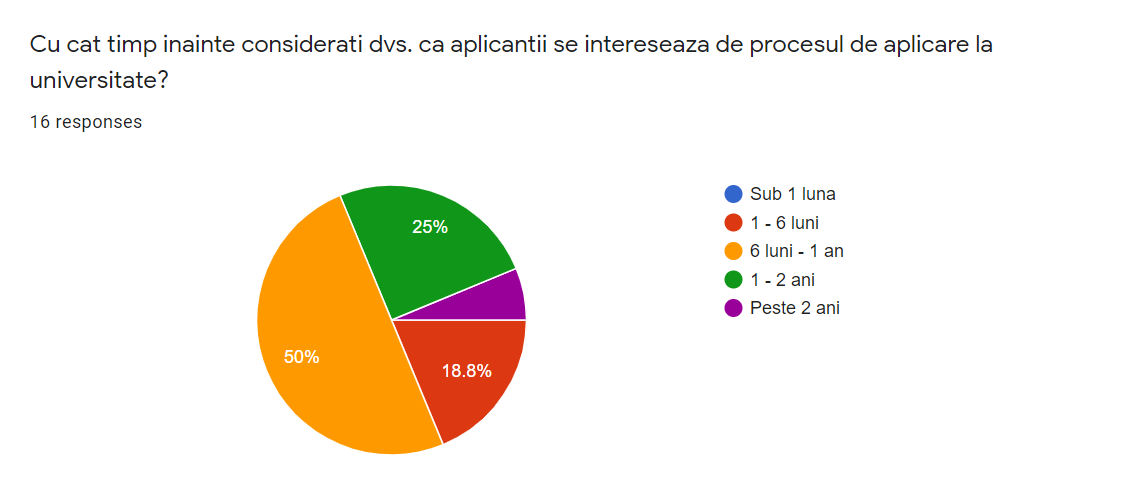 Cu cat timp inainte considerati dvs. ca aplicantii se intereseaza de procesul de aplicare la
universitate?
16 responses
25%
50%
18.8%
Sub 1 luna
1 - 6 luni
6 luni - 1 an
1 - 2 ani
Peste 2 ani